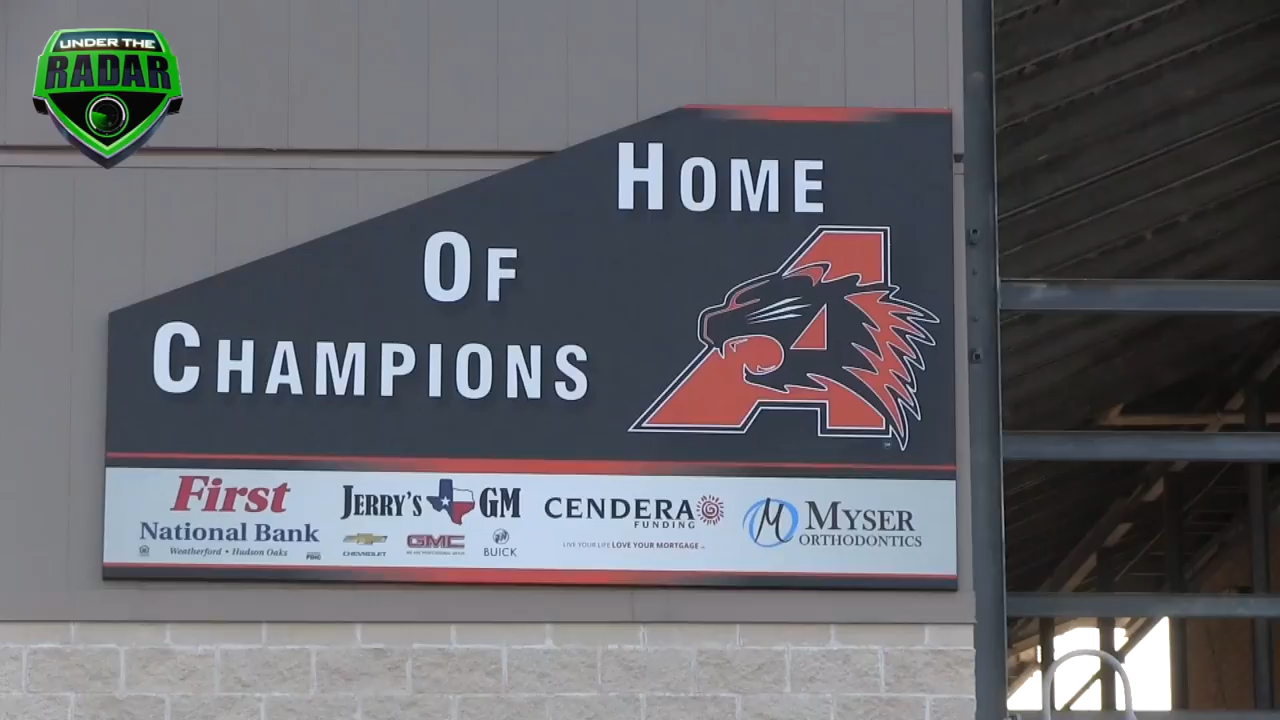 UNDER THE
RADAR
HOME
OF
CHAMPIONS
A
First
National Bank
Weatherford • Hudson Oaks
JERRY'S GM
CHEVROLET
GMC
BUICK
CENDERA
FUNDING
LIVE YOUR LIFE LOVE YOUR MORTGAGE
M MYSER
ORTHODONTICS